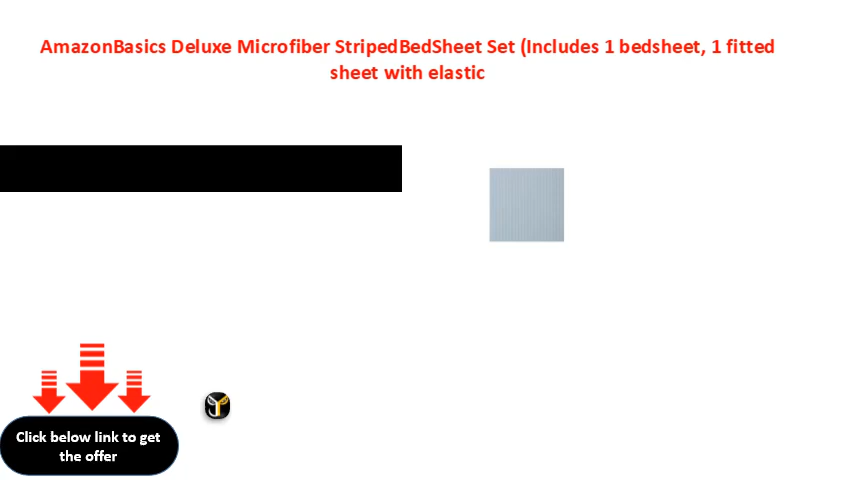 AmazonBasics Deluxe Microfiber StripedBedSheet Set (Includes 1 bedsheet, 1 fitted
sheet with elastic
Click below link to get
the offer